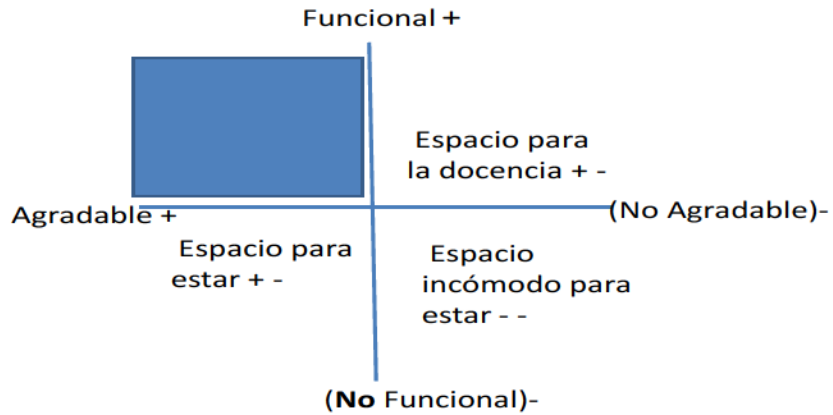 Funcional +
Espacio para
la docencia + -
Agradable +
(No Agradable)-
Espacio para
estar + -
Espacio
incómodo para
estar - -
(No Funcional)-